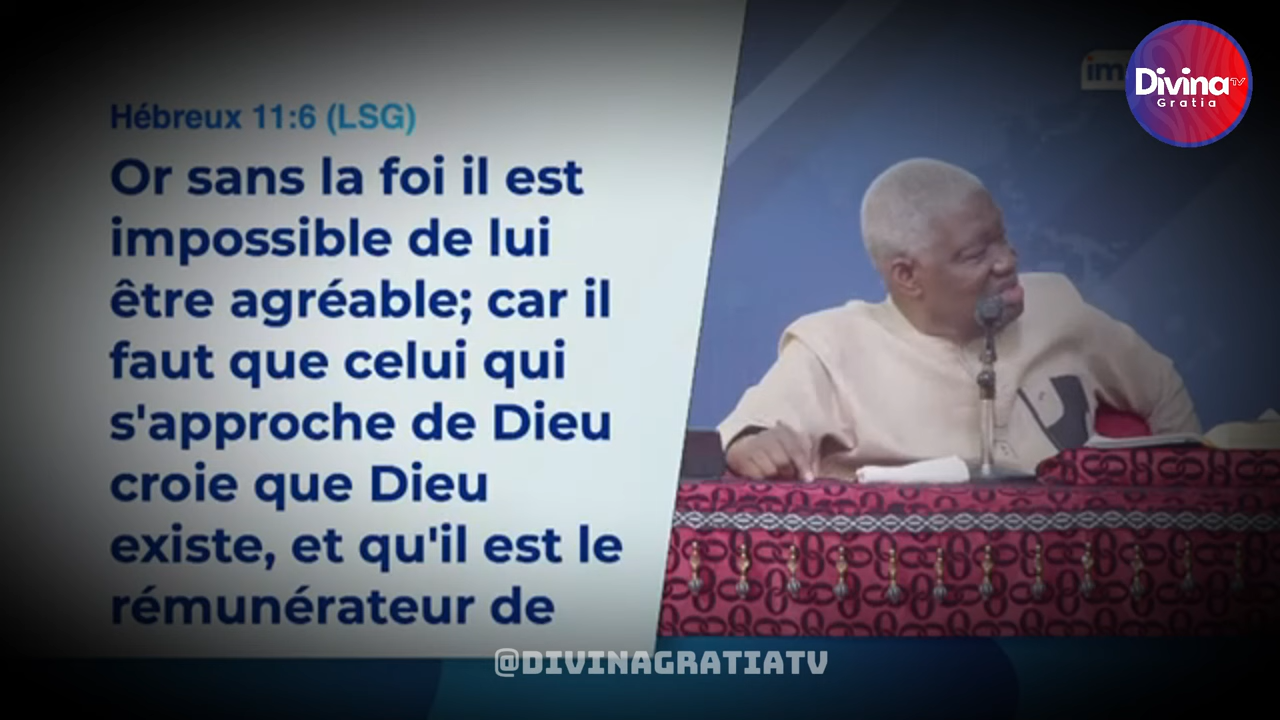 Hébreux 11:6 (LSG)
Or sans la foi il est
impossible de lui
être agréable; car il
faut que celui qui
s'approche de Dieu
croie que Dieu
existe, et qu'il est le
rémunérateur de
im
Divina TV
Gratia
@DIVINAGRATIATV